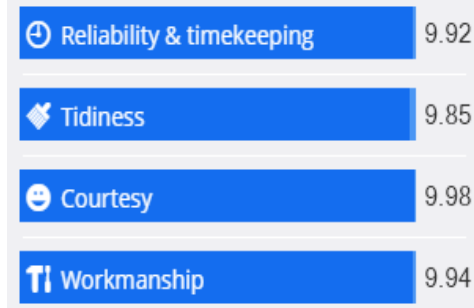 Reliability & timekeeping 9.92
Tidiness 9.85
Courtesy 9.98
Workmanship 9.94